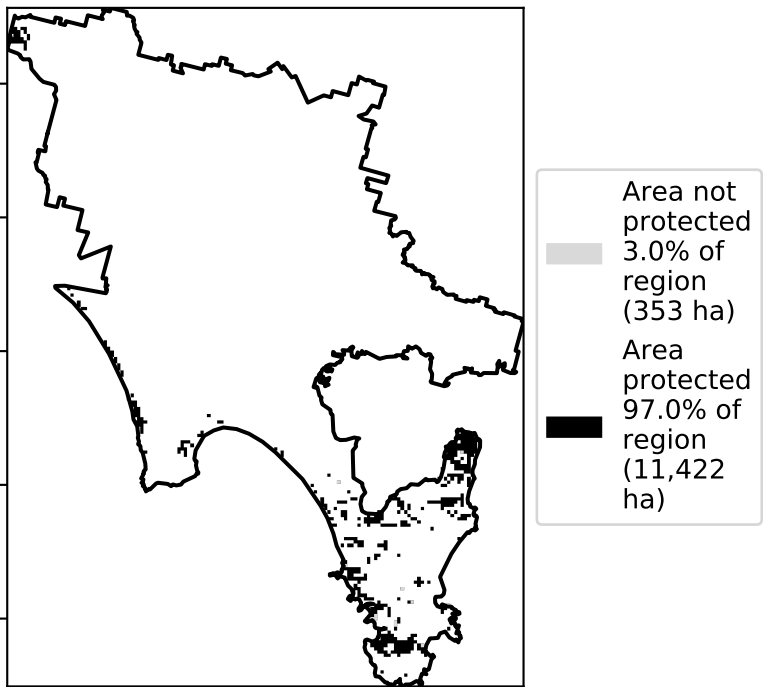 Area not
protected
3.0% of
region
(353 ha)
Area
protected
97.0% of
region
(11,422
ha)